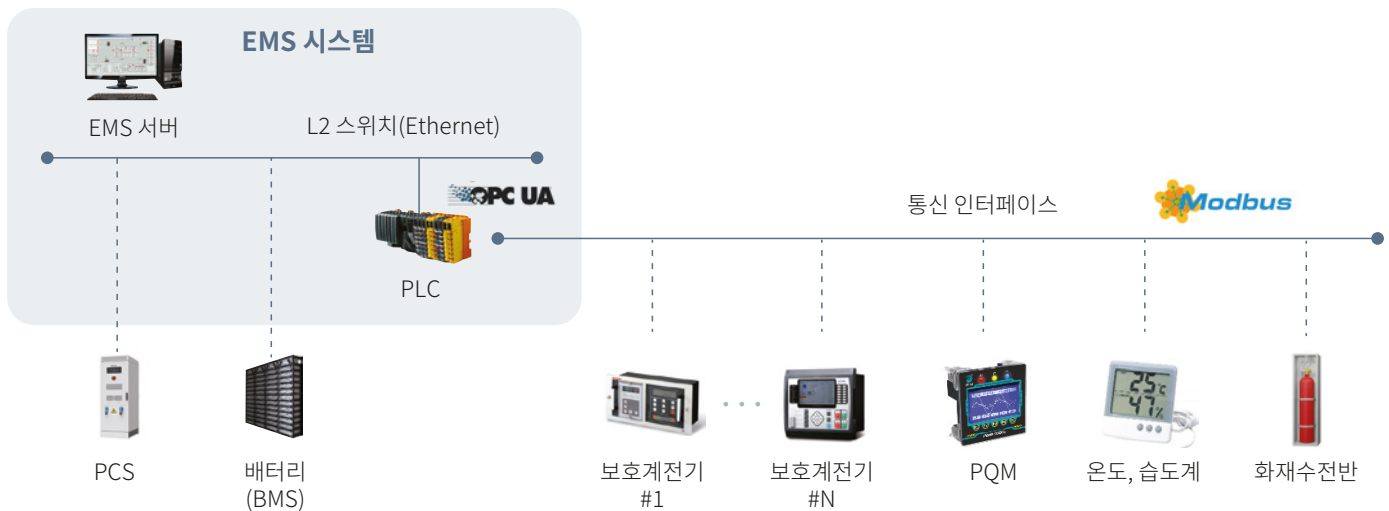 EMS 시스템
EMS 서버
L2 스위치(Ethernet)
OPC UA
PLC
통신 인터페이스
Modbus
PCS
배터리
(BMS)
보호계전기
#1
보호계전기
#N
PQM
25℃
47%
온도, 습도계
화재수전반